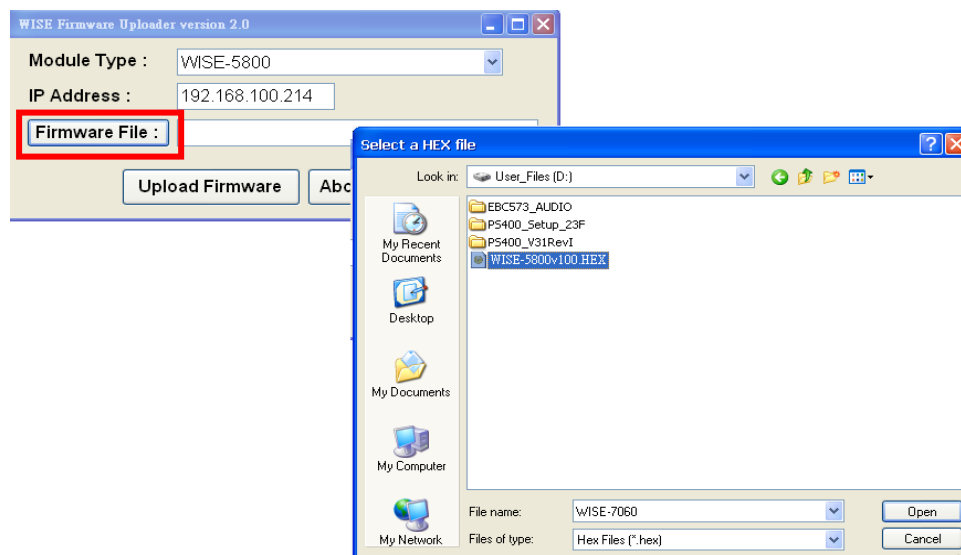 WISE Firmware Uploader version 2.0
Module Type :
WISE-5800
IP Address :
192.168.100.214
Firmware File :
Upload Firmware
Abo
Select a HEX file
Look in:
User_Files (D:)
EBC573_AUDIO
PS400_Setup_23F
PS400_V31RevI
WISE-5800v100.HEX
My Recent
Documents
Desktop
My Documents
My Computer
My Network
File name:
WISE-7060
Open
Files of type:
Hex Files (*.hex)
Cancel